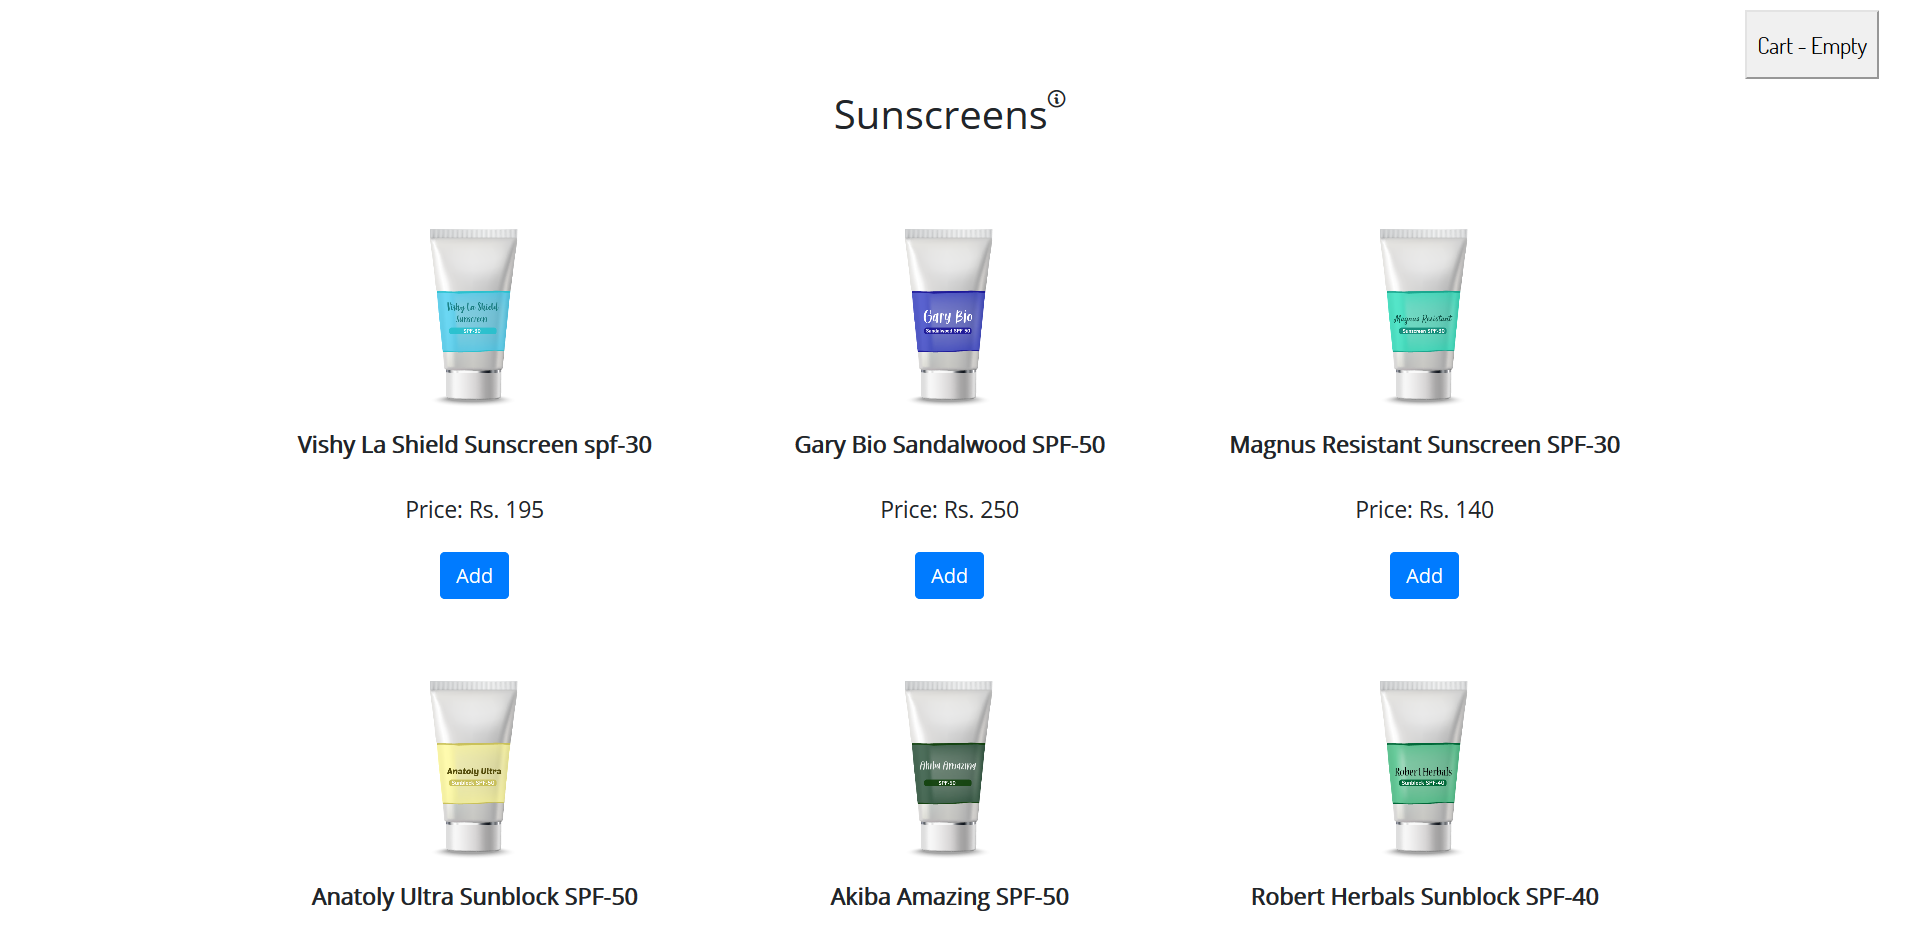 Cart - Empty
Sunscreens
Vishy La Shield
Sunscreen
SPF-30
Gary Bio
Sandalwood SPF-50
Magnus Resistant
Sunscreen SPF-30
Vishy La Shield Sunscreen spf-30
Gary Bio Sandalwood SPF-50
Magnus Resistant Sunscreen SPF-30
Price: Rs. 195
Price: Rs. 250
Price: Rs. 140
Add
Add
Add
Anatoly Ultra
Sunblock SPF-50
Akiba Amazing
SPF-50
Robert Herbals
Sunblock SPF-40
Anatoly Ultra Sunblock SPF-50
Akiba Amazing SPF-50
Robert Herbals Sunblock SPF-40